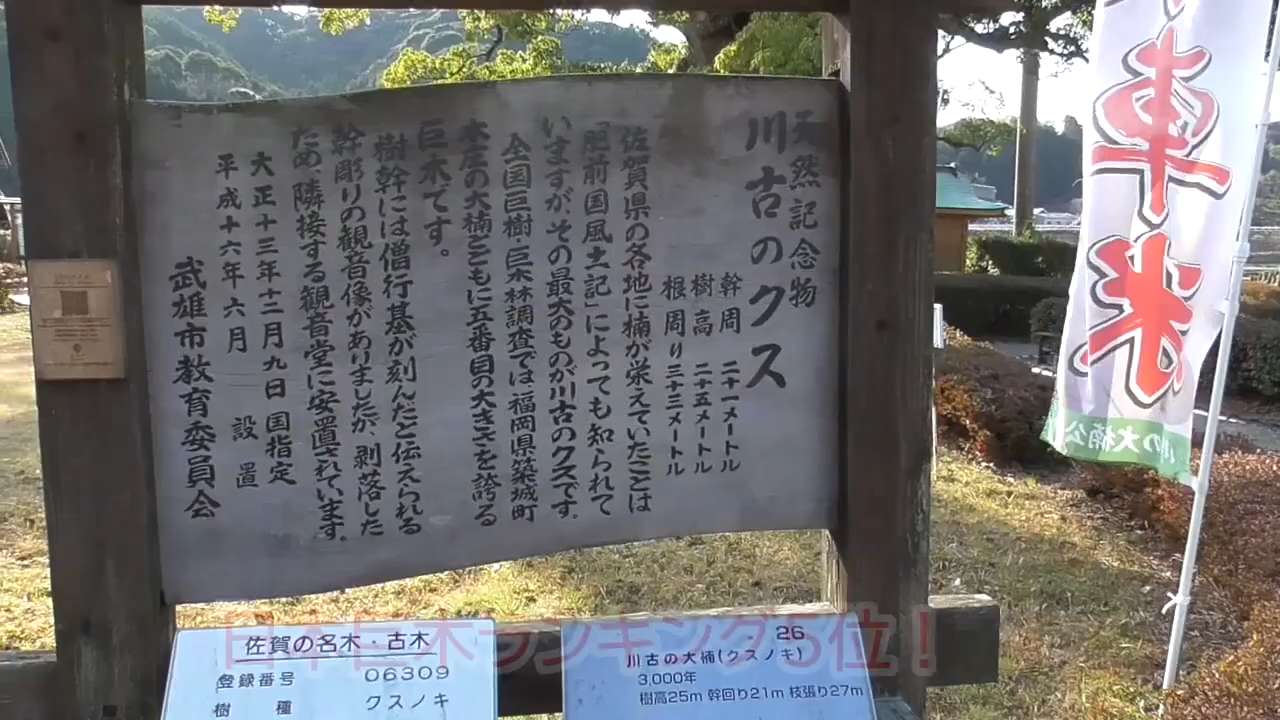 天然記念物
川古のクス
幹周 二十一メートル
樹高 二十五メートル
根周り三十三メートル
佐賀県の各地に楠が栄えていたことは
「肥前国風土記」によっても知られて
いますが、その最大のものが川古のクスです。
全国巨樹・巨木林調査では福岡県築城町
本庄の大楠とともに五番目の大きさを誇る
巨木です。
樹幹には僧行基が刻んだと伝えられる
幹彫りの観音像がありましたが、剥落した
ため、隣接する観音堂に安置されています。
大正十三年十二月九日 国指定
平成十六年六月 設置
武雄市教育委員会
佐賀の名木・古木
登録番号 06309
樹種 クスノキ
26
川古の大楠(クスノキ)
3,000年
樹高25m 幹回り21m 枝張り27m
日本巨木ランキング5位!
車米
の大楠公